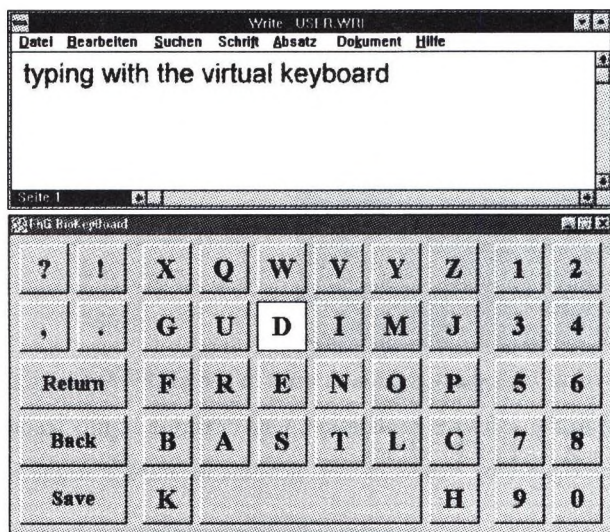 Write - USER.WRI
Datei Bearbeiten Suchen Schrift Absatz Dokument Hilfe
typing with the virtual keyboard
Seite 1
FhG BioKeyBoard
? ! X Q W V Y Z 1 2
, . G U D I M J 3 4
Return F R E N O P 5 6
Back B A S T L C 7 8
Save K H 9 0